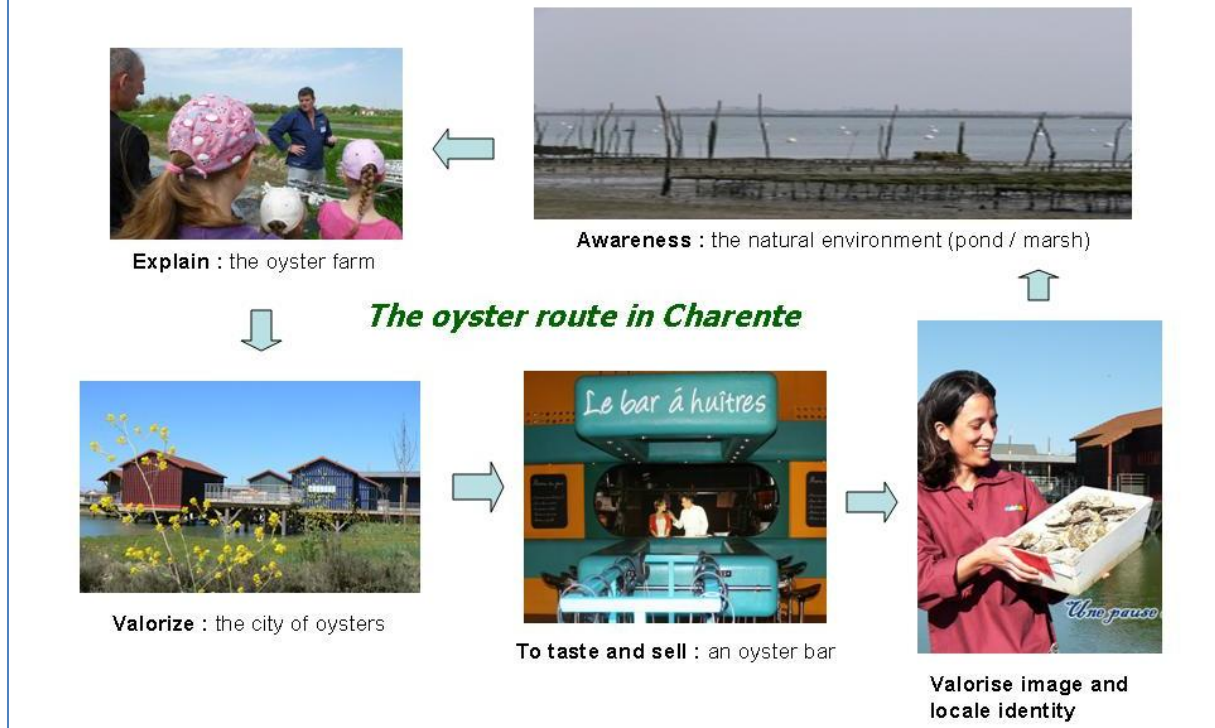 Awareness : the natural environment (pond / marsh)
Explain : the oyster farm
The oyster route in Charente
Le bar á huîtres
Une pause
Valorize : the city of oysters
To taste and sell : an oyster bar
Valorise image and
locale identity